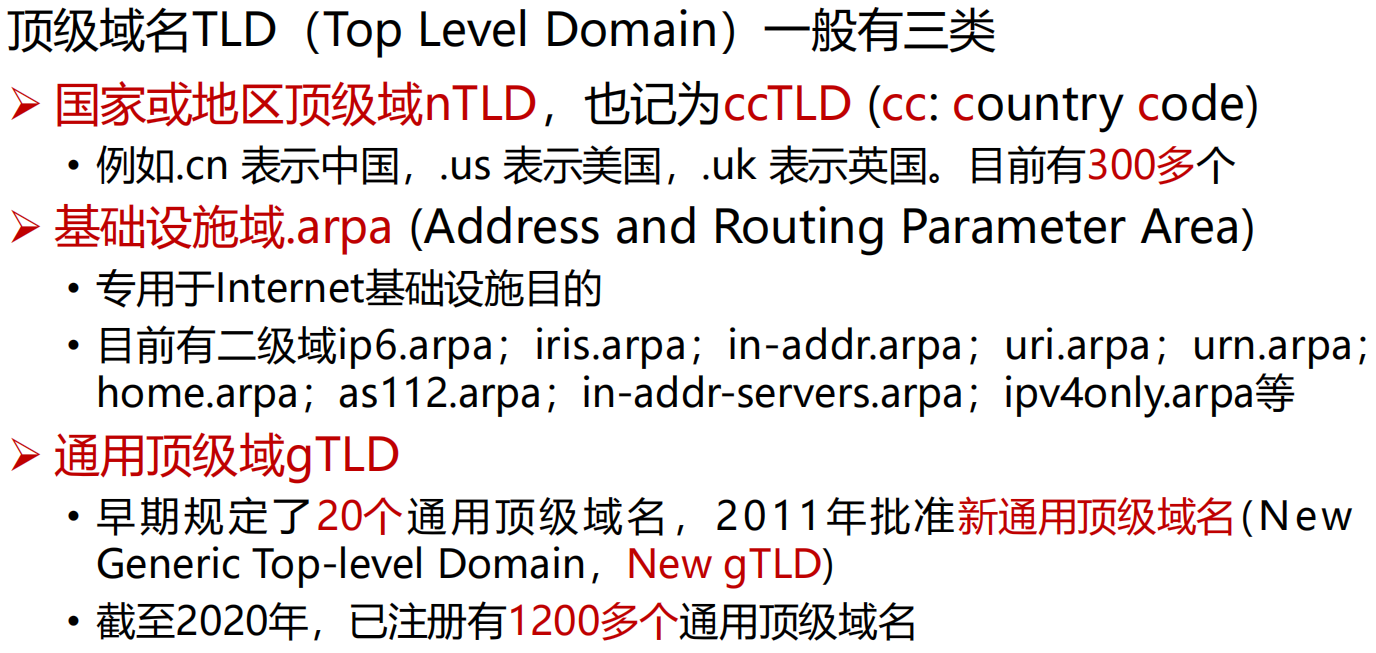 顶级域名TLD（Top Level Domain）一般有三类
➢ 国家或地区顶级域nTLD，也记为ccTLD (cc: country code)
• 例如.cn 表示中国，.us 表示美国，.uk 表示英国。目前有300多个
➢ 基础设施域.arpa (Address and Routing Parameter Area)
• 专用于Internet基础设施目的
• 目前有二级域ip6.arpa；iris.arpa；in-addr.arpa；uri.arpa；urn.arpa；
home.arpa；as112.arpa；in-addr-servers.arpa；ipv4only.arpa等
➢ 通用顶级域gTLD
• 早期规定了20个通用顶级域名，2011年批准新通用顶级域名(New
Generic Top-level Domain，New gTLD)
• 截至2020年，已注册有1200多个通用顶级域名